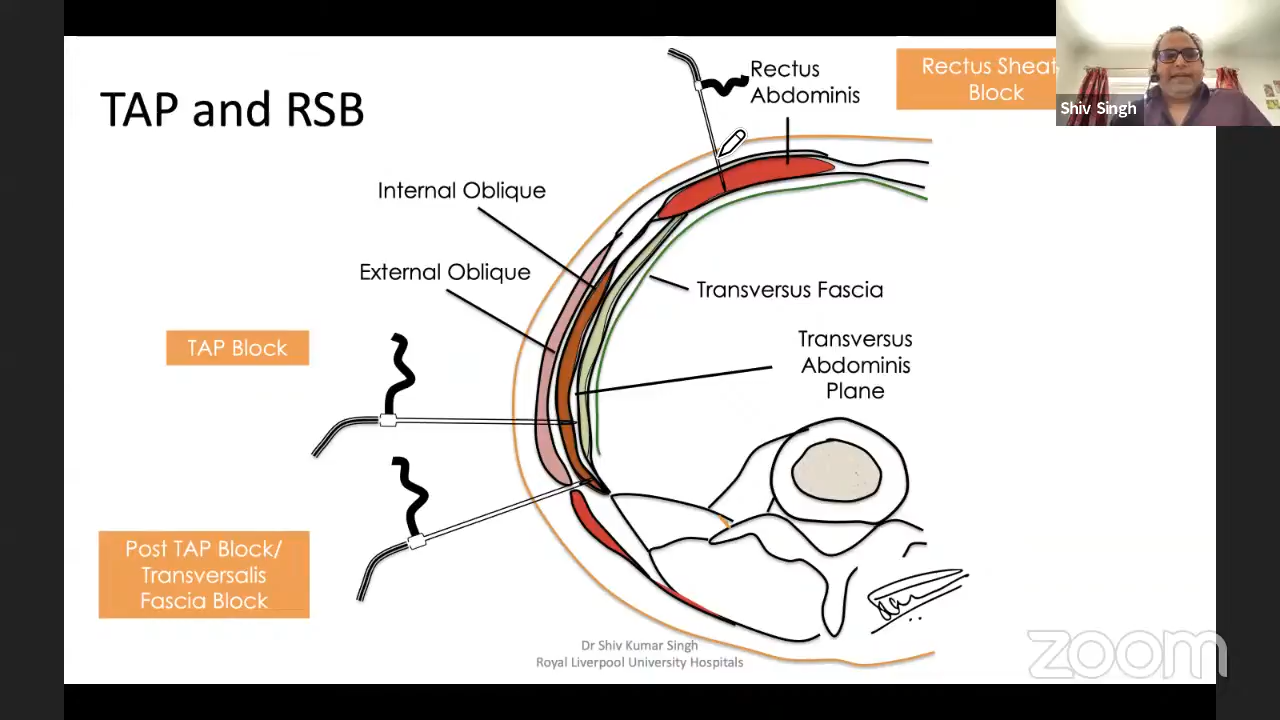 TAP and RSB
Rectus
Abdominis
Rectus Sheat
Block
Shiv Singh
Internal Oblique
External Oblique
Transversus Fascia
TAP Block
Transversus
Abdominis
Plane
Post TAP Block/
Transversalis
Fascia Block
Dr Shiv Kumar Singh
Royal Liverpool University Hospitals
zoom